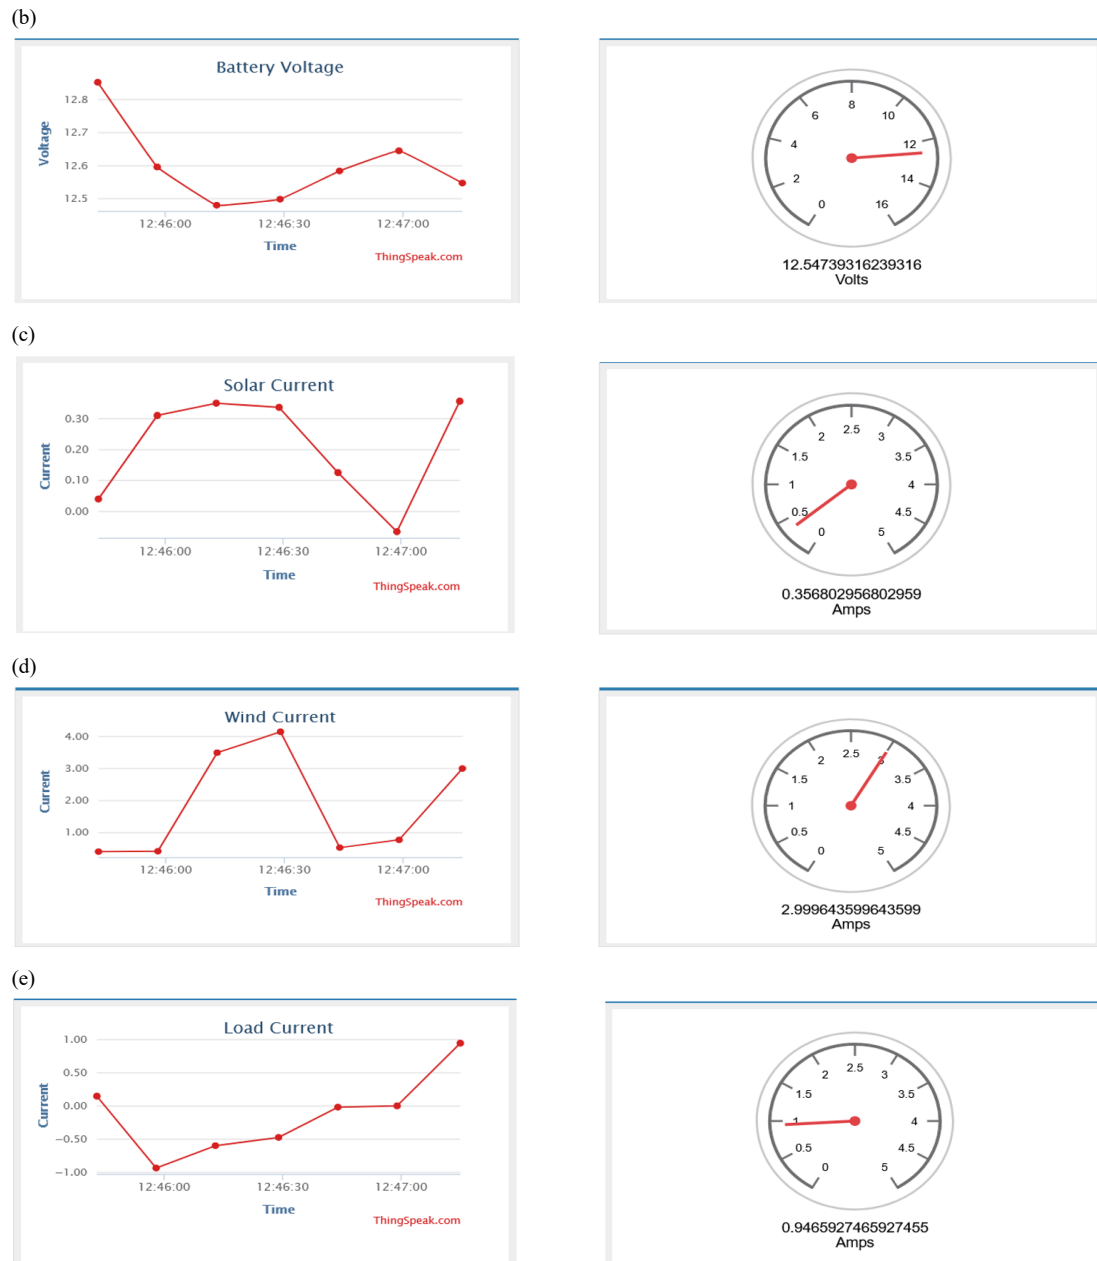 (b)
Battery Voltage
Voltage
12.8
12.7
12.6
12.5
12:46:00 12:46:30 12:47:00
Time
ThingSpeak.com
0 2 4 6 8 10 12 14 16
12.54739316239316
Volts
(c)
Solar Current
Current
0.30
0.20
0.10
0.00
12:46:00 12:46:30 12:47:00
Time
ThingSpeak.com
0 0.5 1 1.5 2 2.5 3 3.5 4 4.5 5
0.356802956802959
Amps
(d)
Wind Current
Current
4.00
3.00
2.00
1.00
12:46:00 12:46:30 12:47:00
Time
ThingSpeak.com
0 0.5 1 1.5 2 2.5 3 3.5 4 4.5 5
2.999643599643599
Amps
(e)
Load Current
Current
1.00
0.50
0.00
−0.50
−1.00
12:46:00 12:46:30 12:47:00
Time
ThingSpeak.com
0 0.5 1 1.5 2 2.5 3 3.5 4 4.5 5
0.9465927465927455
Amps